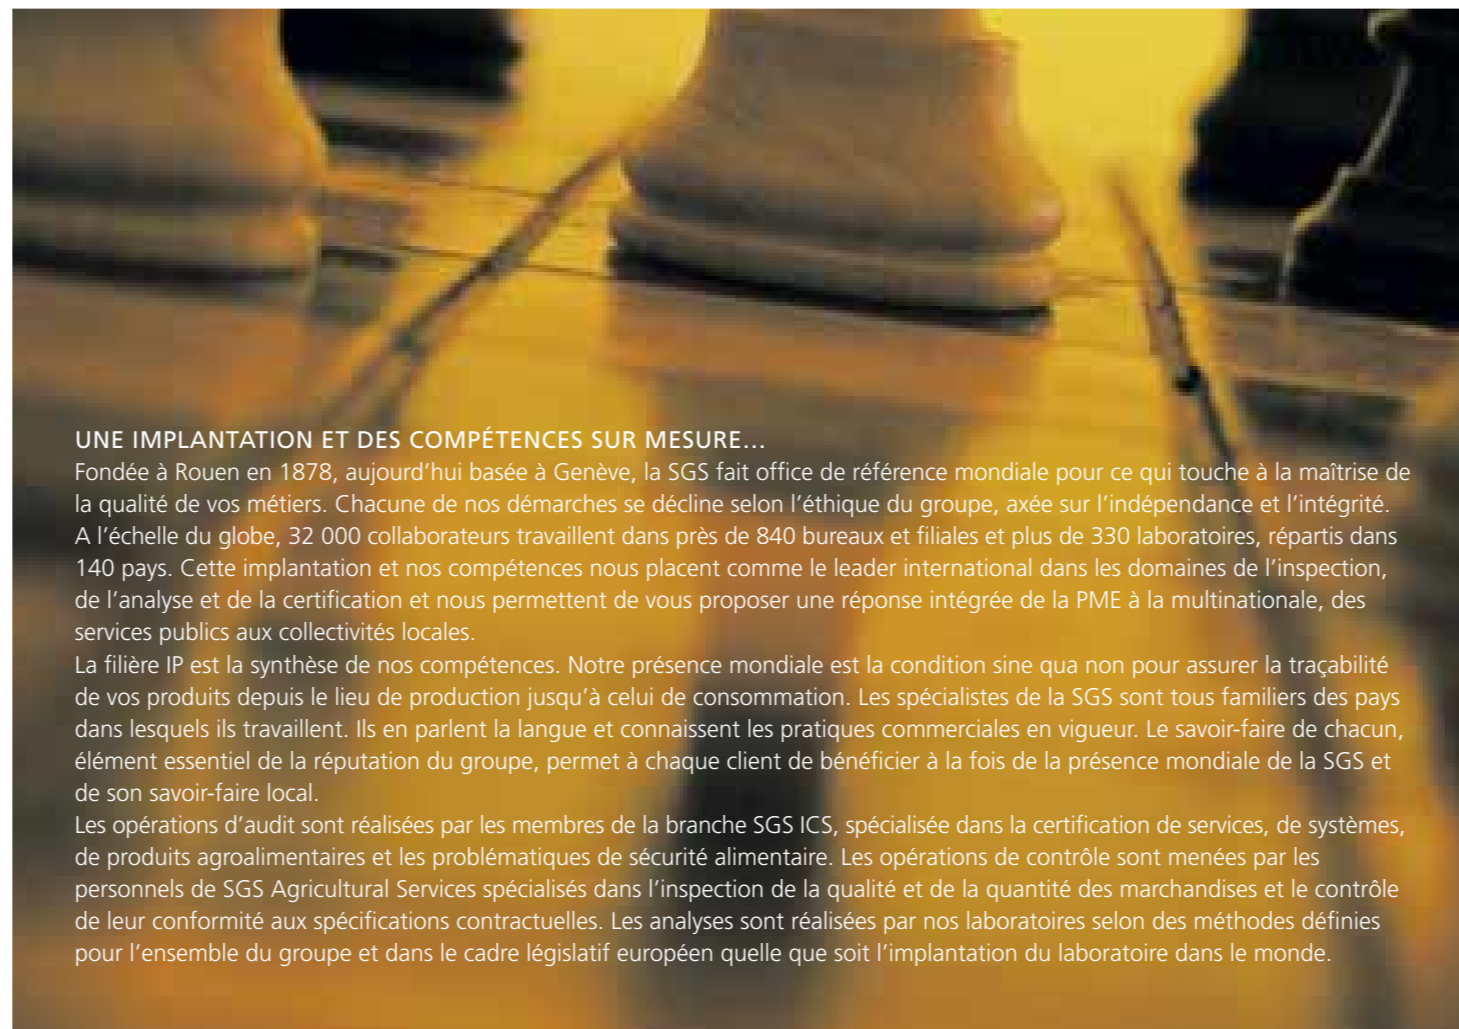 UNE IMPLANTATION ET DES COMPÉTENCES SUR MESURE...
Fondée à Rouen en 1878, aujourd'hui basée à Genève, la SGS fait office de référence mondiale pour ce qui touche à la maîtrise de
la qualité de vos métiers. Chacune de nos démarches se décline selon l'éthique du groupe, axée sur l'indépendance et l'intégrité.
A l'échelle du globe, 32 000 collaborateurs travaillent dans près de 840 bureaux et filiales et plus de 330 laboratoires, répartis dans
140 pays. Cette implantation et nos compétences nous placent comme le leader international dans les domaines de l'inspection,
de l'analyse et de la certification et nous permettent de vous proposer une réponse intégrée de la PME à la multinationale, des
services publics aux collectivités locales.
La filière IP est la synthèse de nos compétences. Notre présence mondiale est la condition sine qua non pour assurer la traçabilité
de vos produits depuis le lieu de production jusqu'à celui de consommation. Les spécialistes de la SGS sont tous familiers des pays
dans lesquels ils travaillent. Ils en parlent la langue et connaissent les pratiques commerciales en vigueur. Le savoir-faire de chacun,
élément essentiel de la réputation du groupe, permet à chaque client de bénéficier à la fois de la présence mondiale de la SGS et
de son savoir-faire local.
Les opérations d'audit sont réalisées par les membres de la branche SGS ICS, spécialisée dans la certification de services, de systèmes,
de produits agroalimentaires et les problématiques de sécurité alimentaire. Les opérations de contrôle sont menées par les
personnels de SGS Agricultural Services spécialisés dans l'inspection de la qualité et de la quantité des marchandises et le contrôle
de leur conformité aux spécifications contractuelles. Les analyses sont réalisées par nos laboratoires selon des méthodes définies
pour l'ensemble du groupe et dans le cadre législatif européen quelle que soit l'implantation du laboratoire dans le monde.